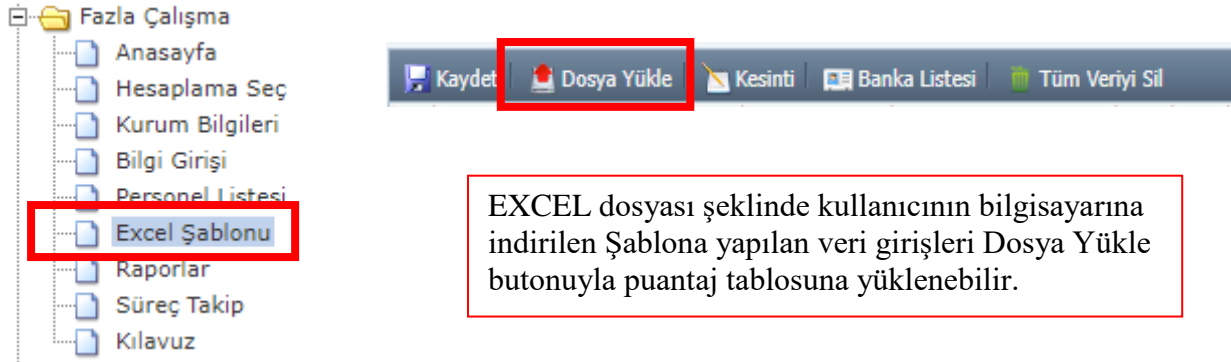 Fazla Çalışma
Anasayfa
Hesaplama Seç
Kurum Bilgileri
Bilgi Girişi
Personel Listesi
Excel Şablonu
Raporlar
Süreç Takip
Kılavuz
Kaydet Dosya Yükle Kesinti Banka Listesi Tüm Veriyi Sil
EXCEL dosyası şeklinde kullanıcının bilgisayarına
indirilen Şablona yapılan veri girişleri Dosya Yükle
butonuyla puantaj tablosuna yüklenebilir.